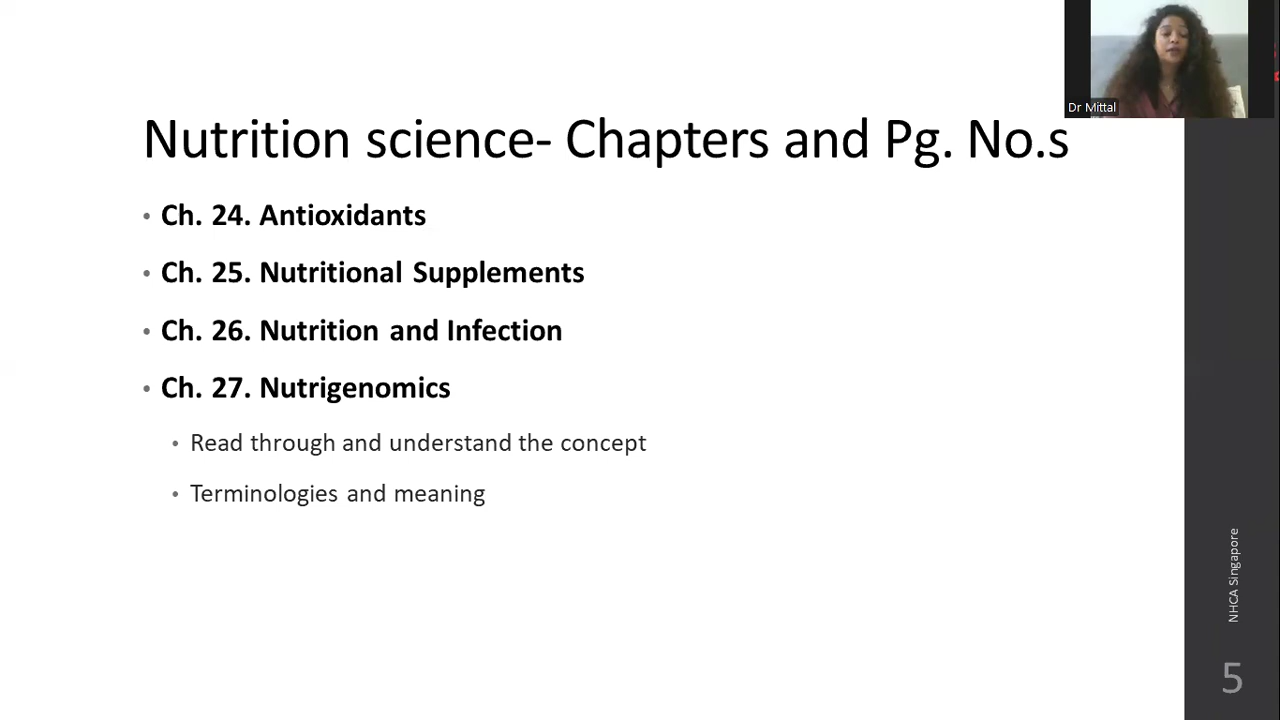 Dr Mittal
Nutrition science- Chapters and Pg. No.s
• Ch. 24. Antioxidants
• Ch. 25. Nutritional Supplements
• Ch. 26. Nutrition and Infection
• Ch. 27. Nutrigenomics
• Read through and understand the concept
• Terminologies and meaning
NHCA Singapore
5